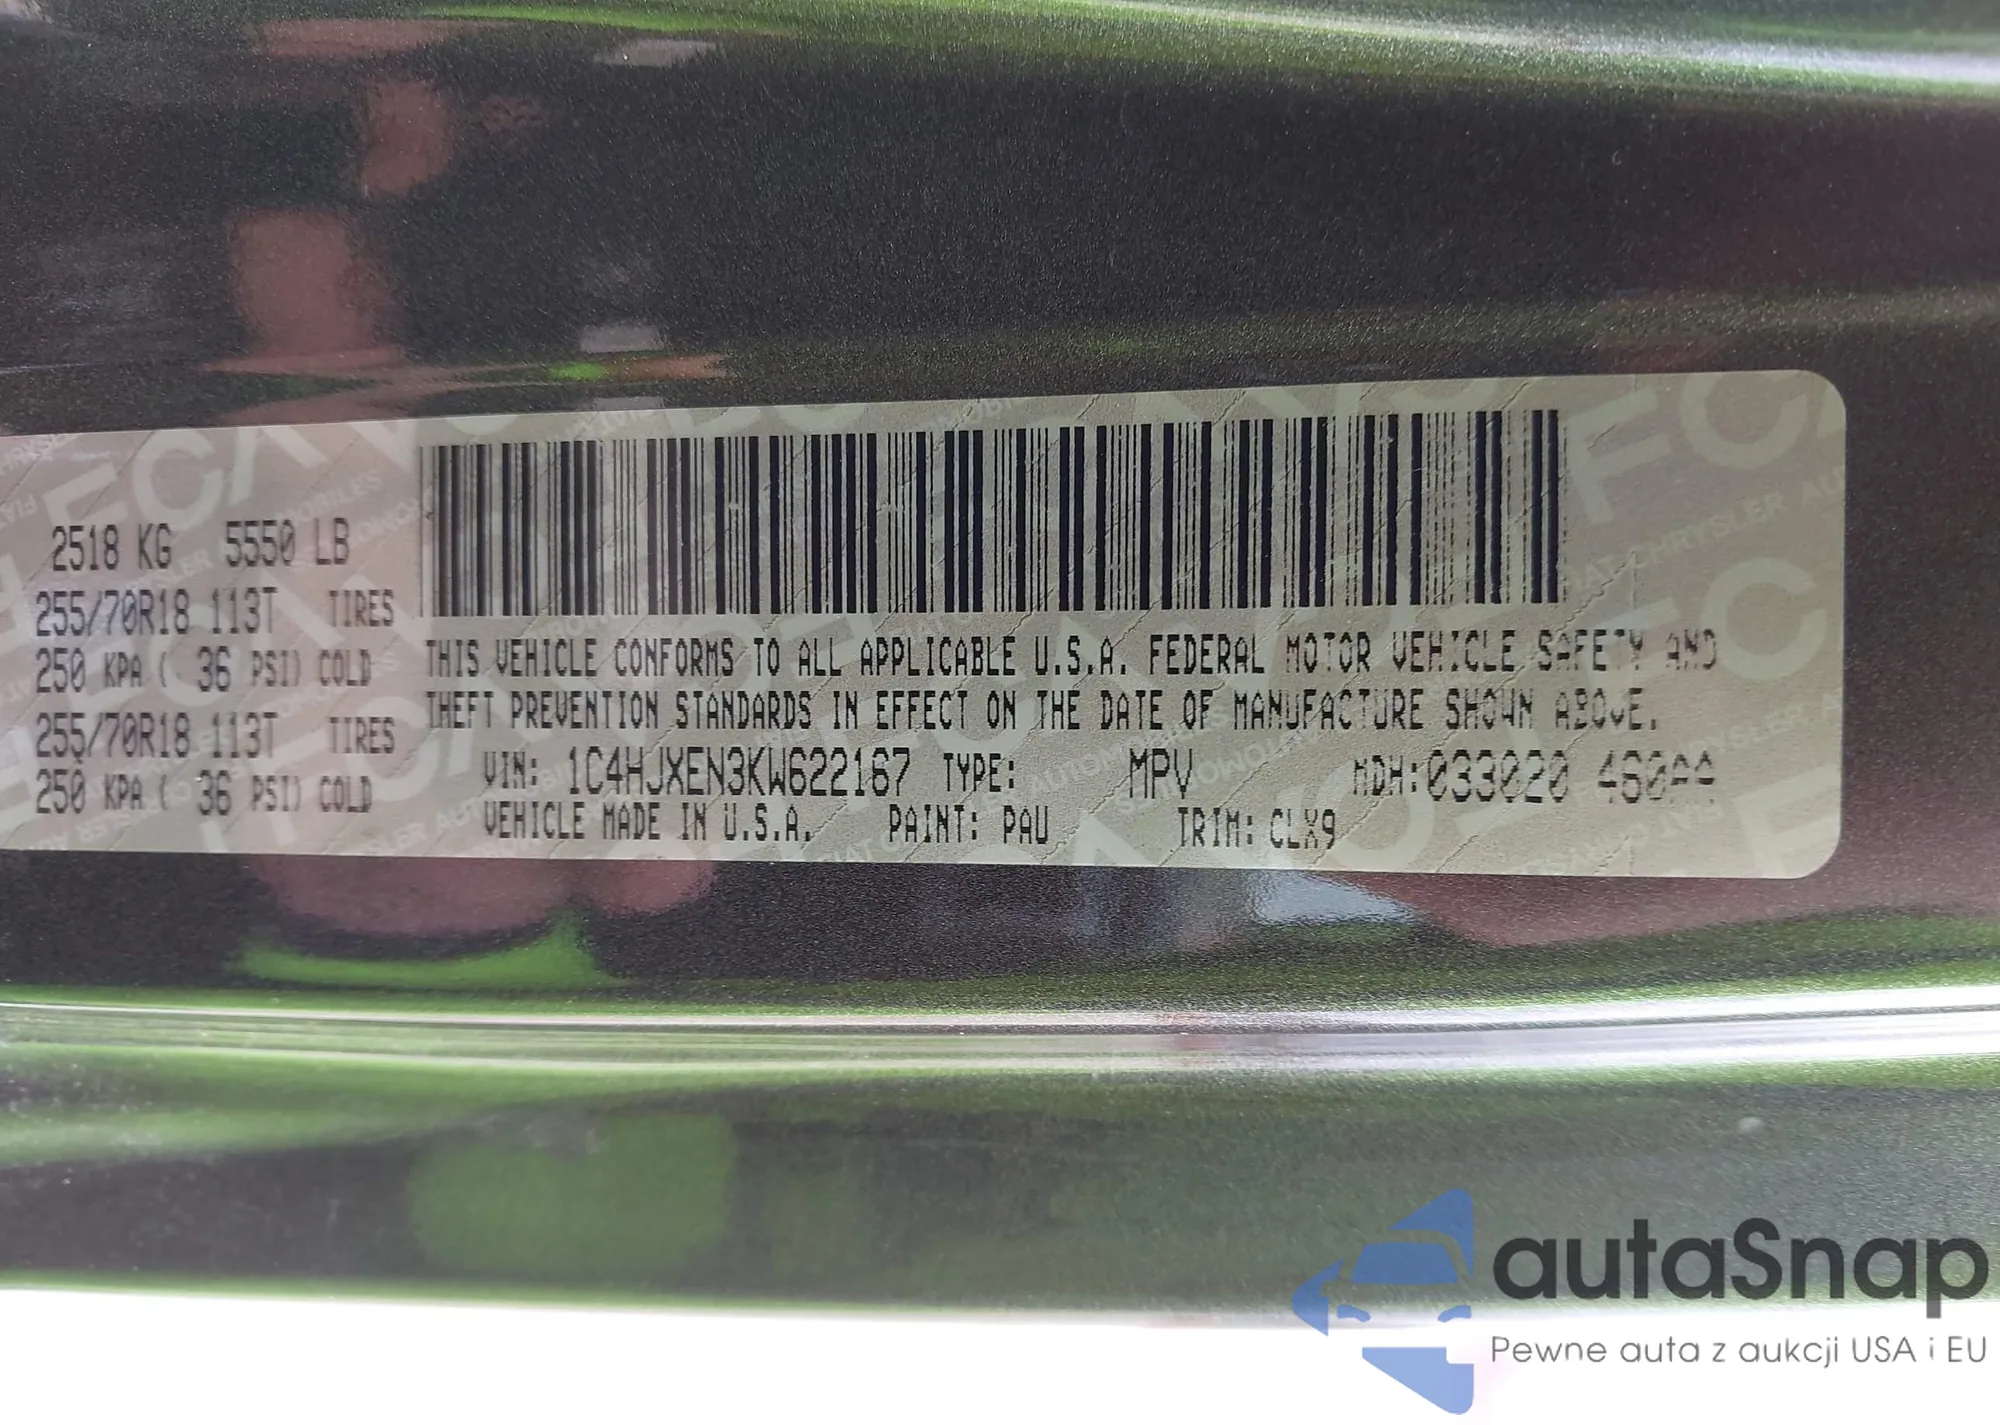 2518 KG 5550 LB
255/70R18 113T TIRES
250 KPA ( 36 PSI) COLD
255/70R18 113T TIRES
250 KPA ( 36 PSI) COLD
THIS VEHICLE CONFORMS TO ALL APPLICABLE U.S.A. FEDERAL MOTOR VEHICLE SAFETY AND
THEFT PREVENTION STANDARDS IN EFFECT ON THE DATE OF MANUFACTURE SHOWN ABOVE.
VIN: 1C4HJXEN3KW622167 TYPE: MPV MDH:033020 460AA
VEHICLE MADE IN U.S.A. PAINT: PAU TRIM: CLX9
autaSnap
Pewne auta z aukcji USA i EU